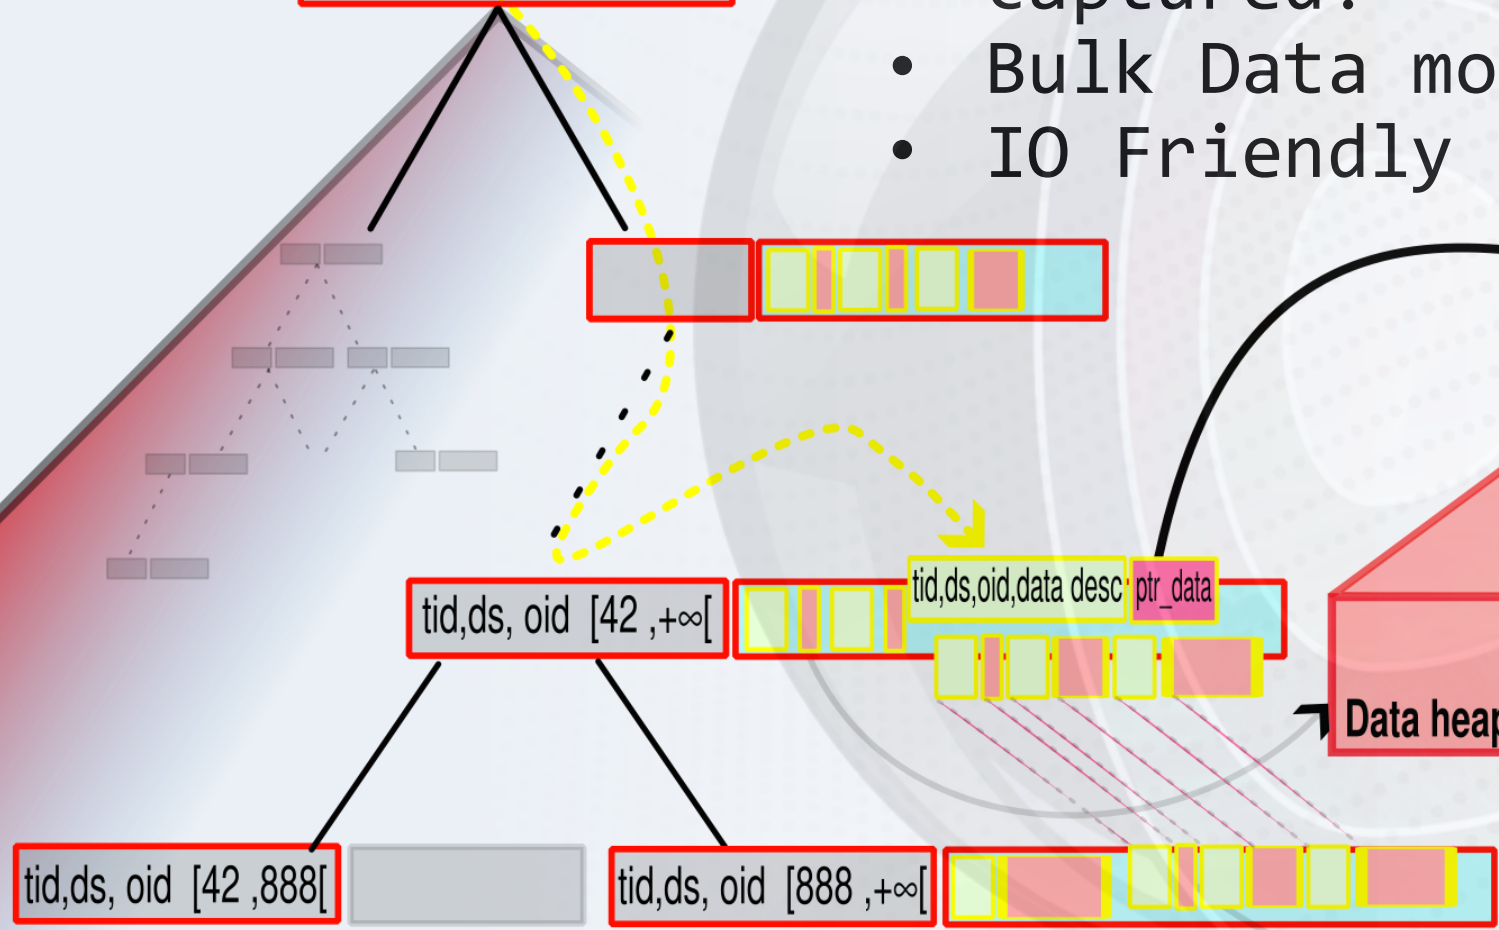 captured.
• Bulk Data mo
• IO Friendly
tid,ds,oid,data desc
ptr_data
tid,ds, oid [42 ,+∞[
Data heap
tid,ds, oid [42 ,888[
tid,ds, oid [888 ,+∞[